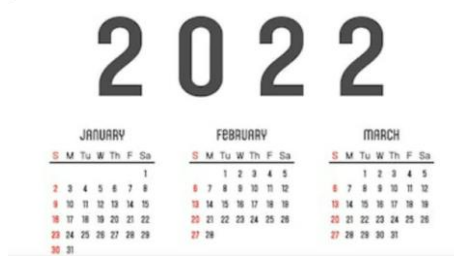 2022
JANUARY FEBRUARY MARCH
S M Tu W Th F Sa S M Tu W Th F Sa S M Tu W Th F Sa
1 1 2 3 4 5 1 2 3 4 5
2 3 4 5 6 7 8 6 7 8 9 10 11 12 6 7 8 9 10 11 12
9 10 11 12 13 14 15 13 14 15 16 17 18 19 13 14 15 16 17 18 19
16 17 18 19 20 21 22 20 21 22 23 24 25 26 20 21 22 23 24 25 26
23 24 25 26 27 28 29 27 28 27 28 29 30 31
30 31